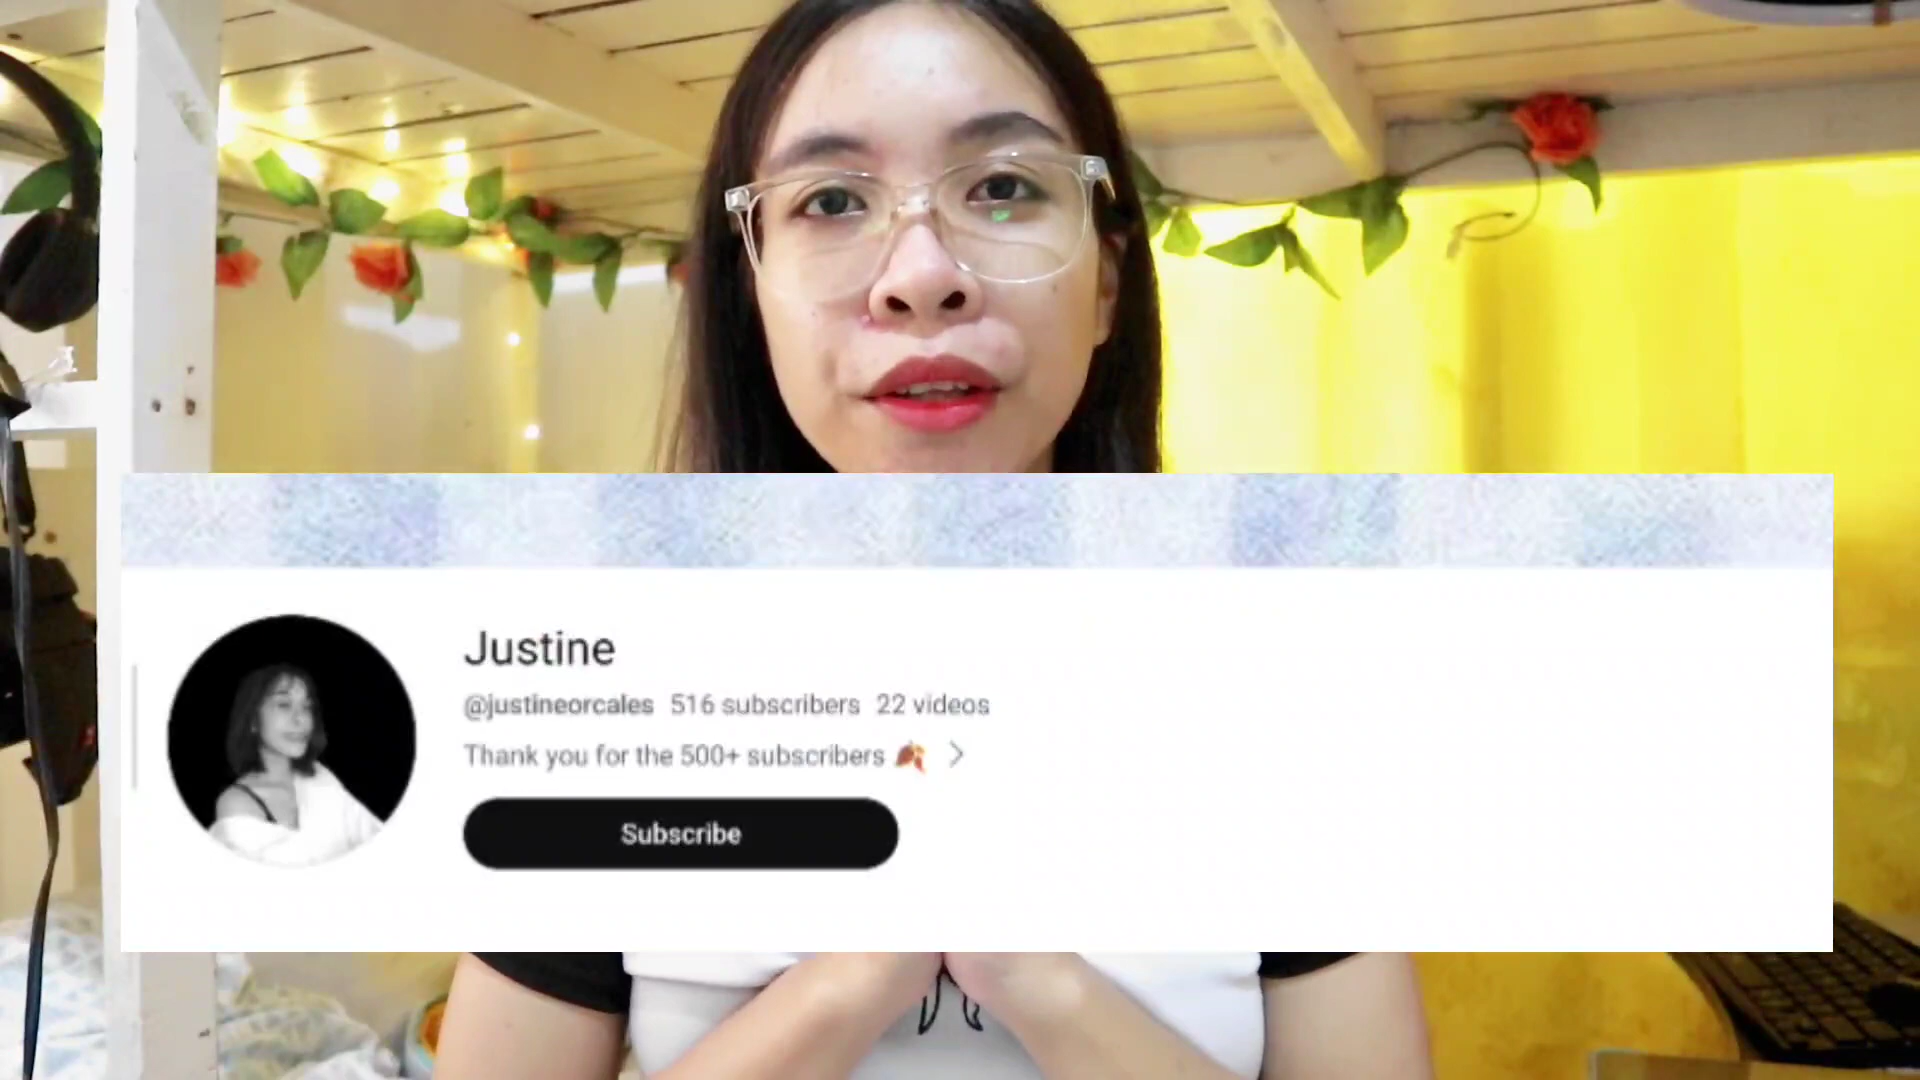 Justine
@justineorcales 516 subscribers 22 videos
Thank you for the 500+ subscribers 🍂 >
Subscribe